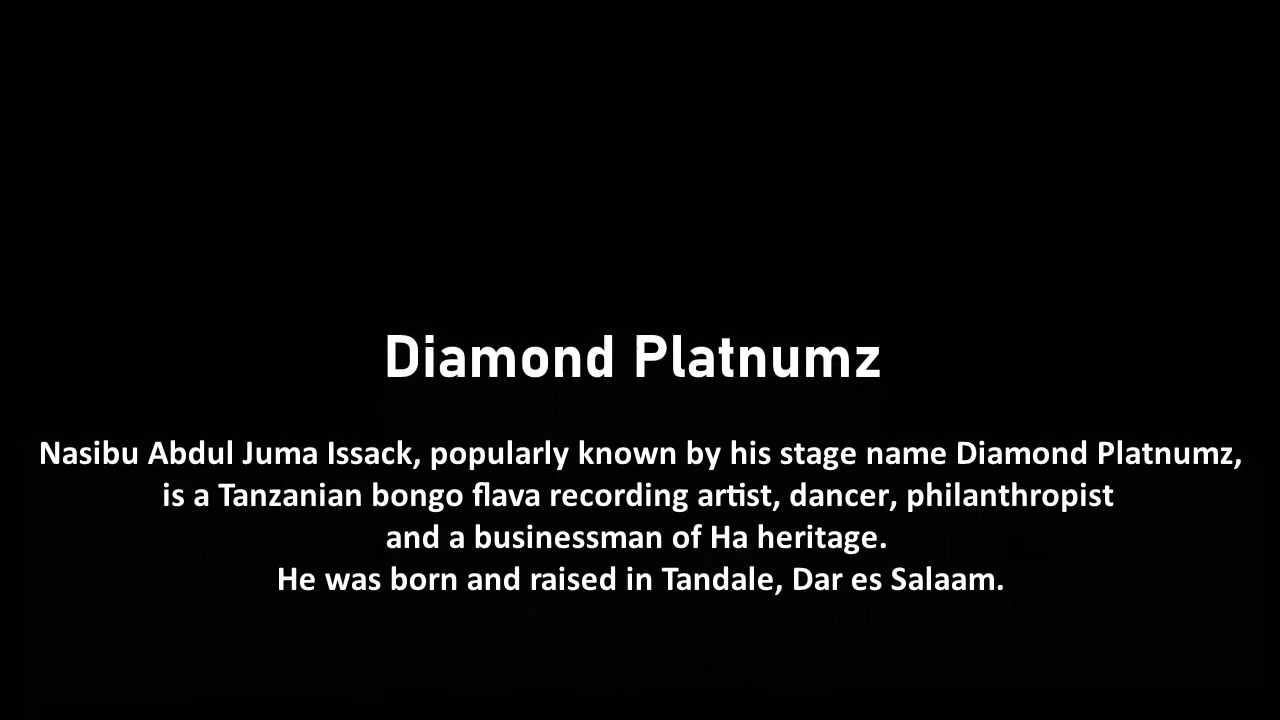 Diamond Platnumz
Nasibu Abdul Juma Issack, popularly known by his stage name Diamond Platnumz,
is a Tanzanian bongo flava recording artist, dancer, philanthropist
and a businessman of Ha heritage.
He was born and raised in Tandale, Dar es Salaam.